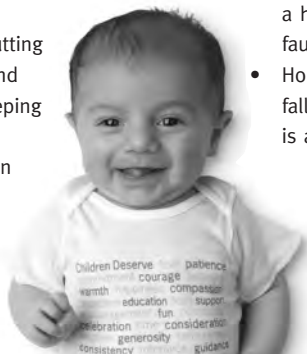 utting
nd
eping
n
a h
fau
• Ho
fall
is a
Children Deserve patience
courage
warmth compassion
education support
fun
celebration consideration
generosity
consistency guidance